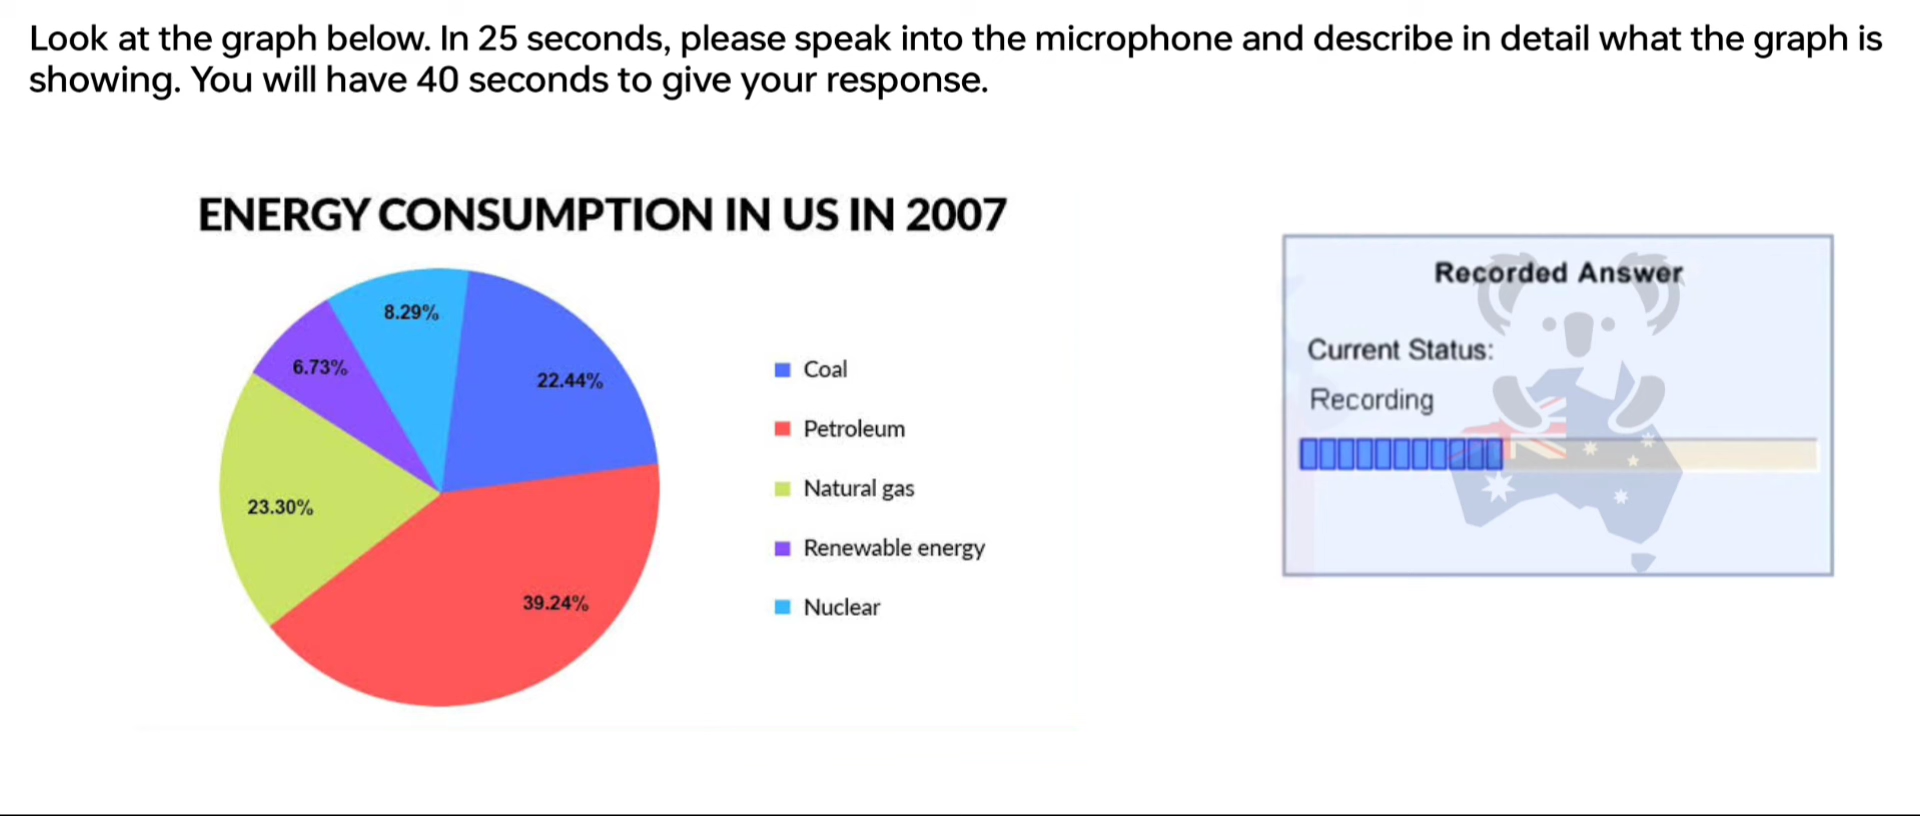 Look at the graph below. In 25 seconds, please speak into the microphone and describe in detail what the graph is
showing. You will have 40 seconds to give your response.
ENERGY CONSUMPTION IN US IN 2007
8.29%
22.44%
6.73%
23.30%
39.24%
Coal
Petroleum
Natural gas
Renewable energy
Nuclear
Recorded Answer
Current Status:
Recording